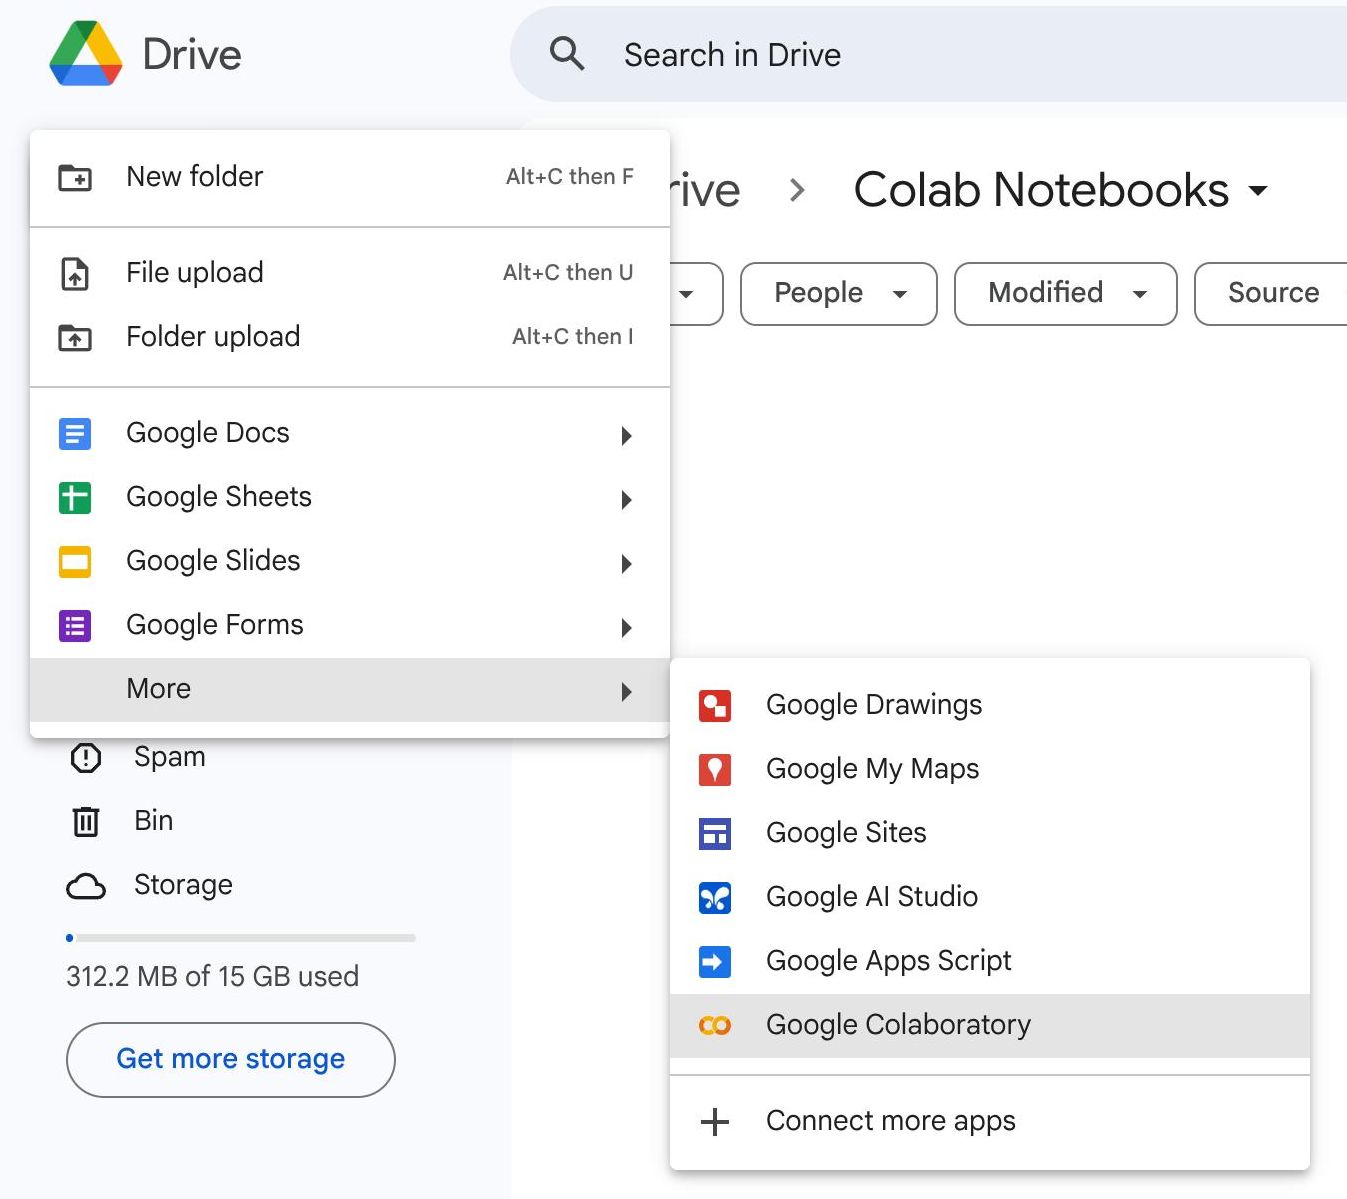 Drive
Search in Drive
New folder Alt+C then F
rive > Colab Notebooks
File upload Alt+C then U
Folder upload Alt+C then I
People
Modified
Source
Google Docs
Google Sheets
Google Slides
Google Forms
More
Google Drawings
Google My Maps
Google Sites
Google AI Studio
Google Apps Script
Google Colaboratory
Connect more apps
Spam
Bin
Storage
312.2 MB of 15 GB used
Get more storage